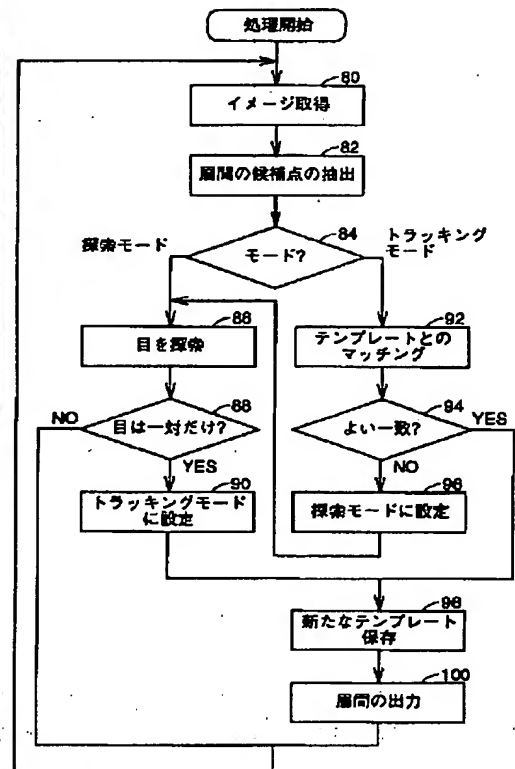 処理開始
80
イメージ取得
82
眉間の候補点の抽出
84
モード?
探索モード
トラッキング
モード
88
目を探索
92
テンプレートとの
マッチング
88
目は一対だけ?
NO
YES
94
よい一致?
YES
NO
90
トラッキングモード
に設定
96
探索モードに設定
98
新たなテンプレート
保存
100
眉間の出力